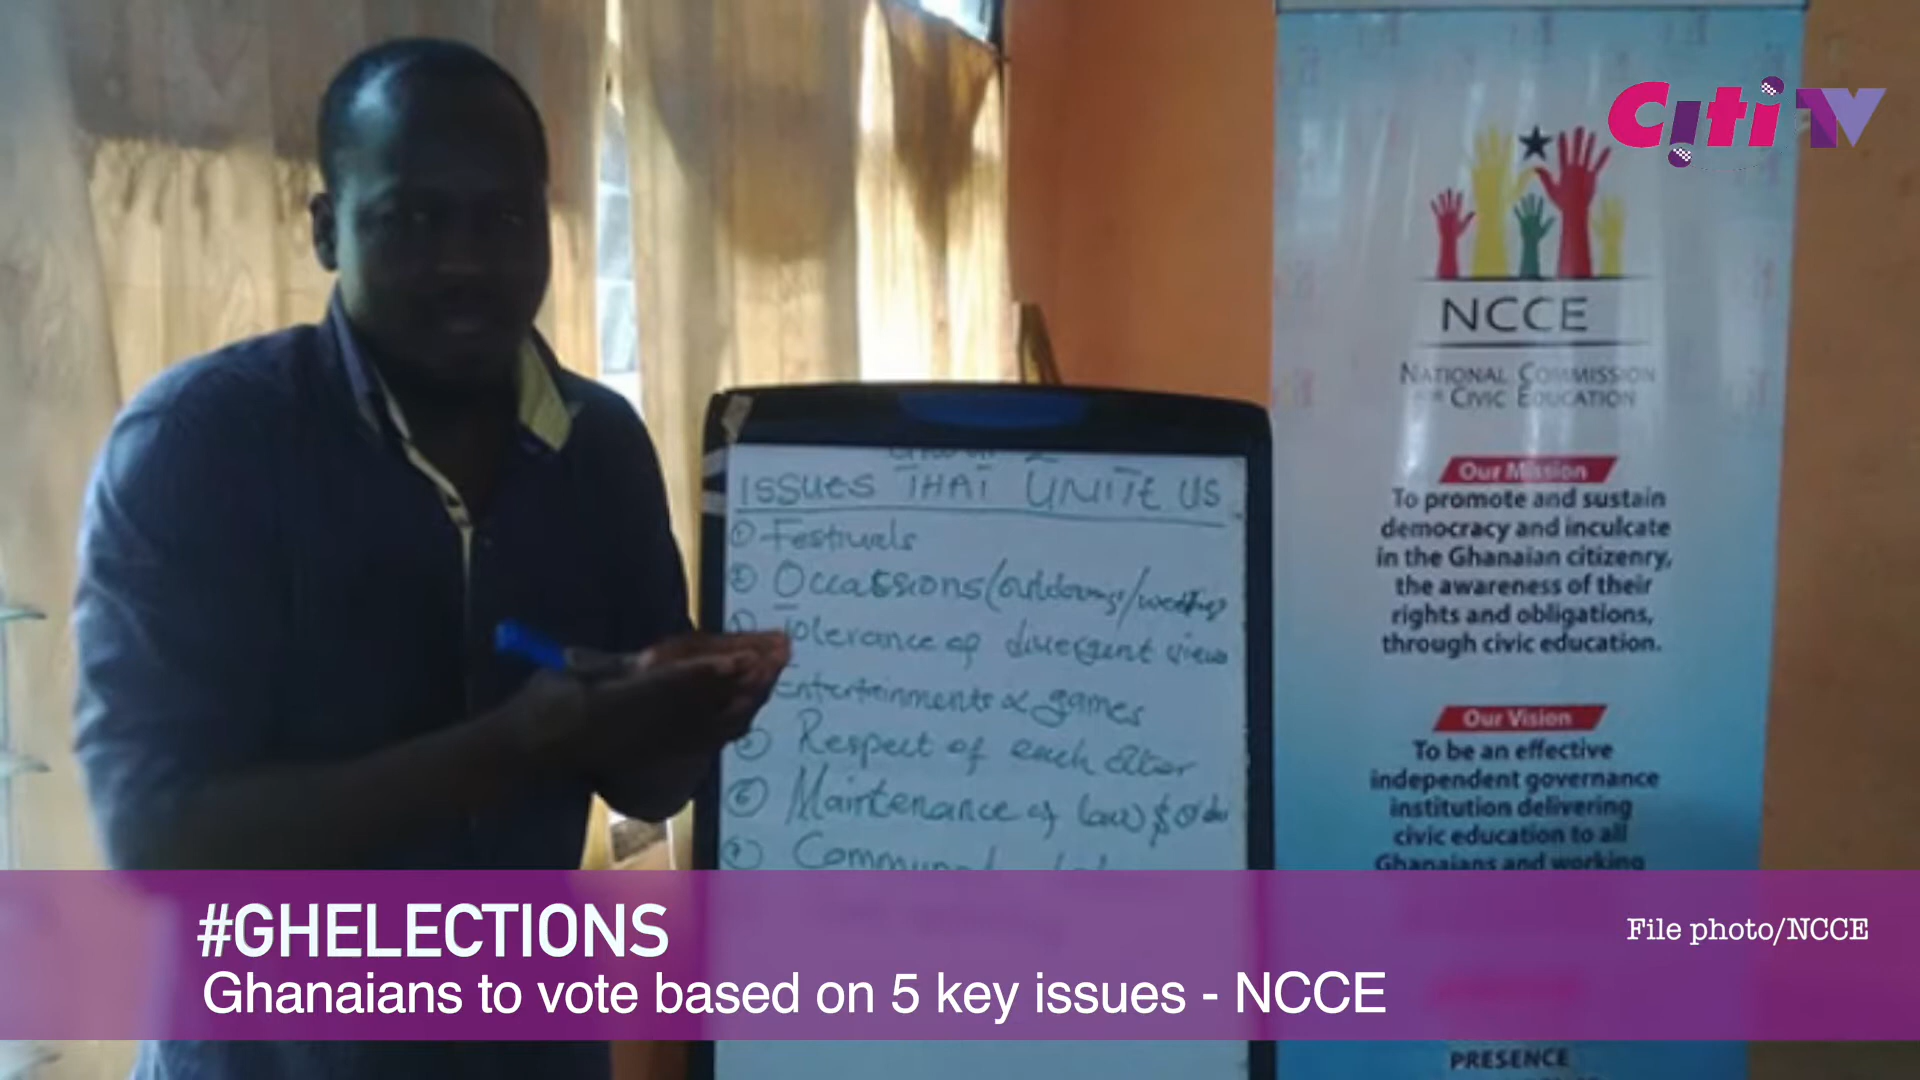 Citi TV
ISSUES THAT UNITE US
① Festivals
② Occassions (outdoorings/weddings
Tolerance of divergent views
Entertainments & games
⑤ Respect of each other
⑥ Maintenance of law & Order
NCCE
NATIONAL COMMISSION
FOR CIVIC EDUCATION
Our Mission
To promote and sustain
democracy and inculcate
in the Ghanaian citizenry,
the awareness of their
rights and obligations,
through civic education.
Our Vision
To be an effective
independent governance
institution delivering
civic education to all
Ghanaians and working
#GHELECTIONS
File photo/NCCE
Ghanaians to vote based on 5 key issues - NCCE
PRESENCE